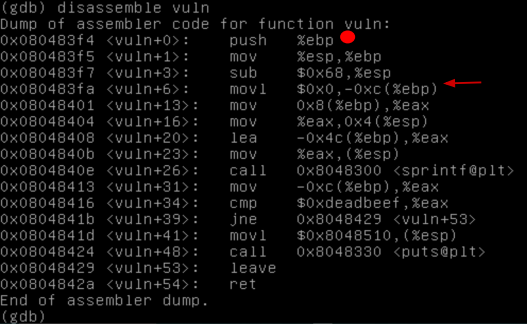 (gdb) disassemble vuln
Dump of assembler code for function vuln:
0x080483f4 <vuln+0>: push %ebp
0x080483f5 <vuln+1>: mov %esp,%ebp
0x080483f7 <vuln+3>: sub $0x68,%esp
0x080483fa <vuln+6>: movl $0x0,-0xc(%ebp)
0x08048401 <vuln+13>: mov 0x8(%ebp),%eax
0x08048404 <vuln+16>: mov %eax,0x4(%esp)
0x08048408 <vuln+20>: lea -0x4c(%ebp),%eax
0x0804840b <vuln+23>: mov %eax,(%esp)
0x0804840e <vuln+26>: call 0x8048300 <sprintf@plt>
0x08048413 <vuln+31>: mov -0xc(%ebp),%eax
0x08048416 <vuln+34>: cmp $0xdeadbeef,%eax
0x0804841b <vuln+39>: jne 0x8048429 <vuln+53>
0x0804841d <vuln+41>: movl $0x8048510,(%esp)
0x08048424 <vuln+48>: call 0x8048330 <puts@plt>
0x08048429 <vuln+53>: leave
0x0804842a <vuln+54>: ret
End of assembler dump.
(gdb)